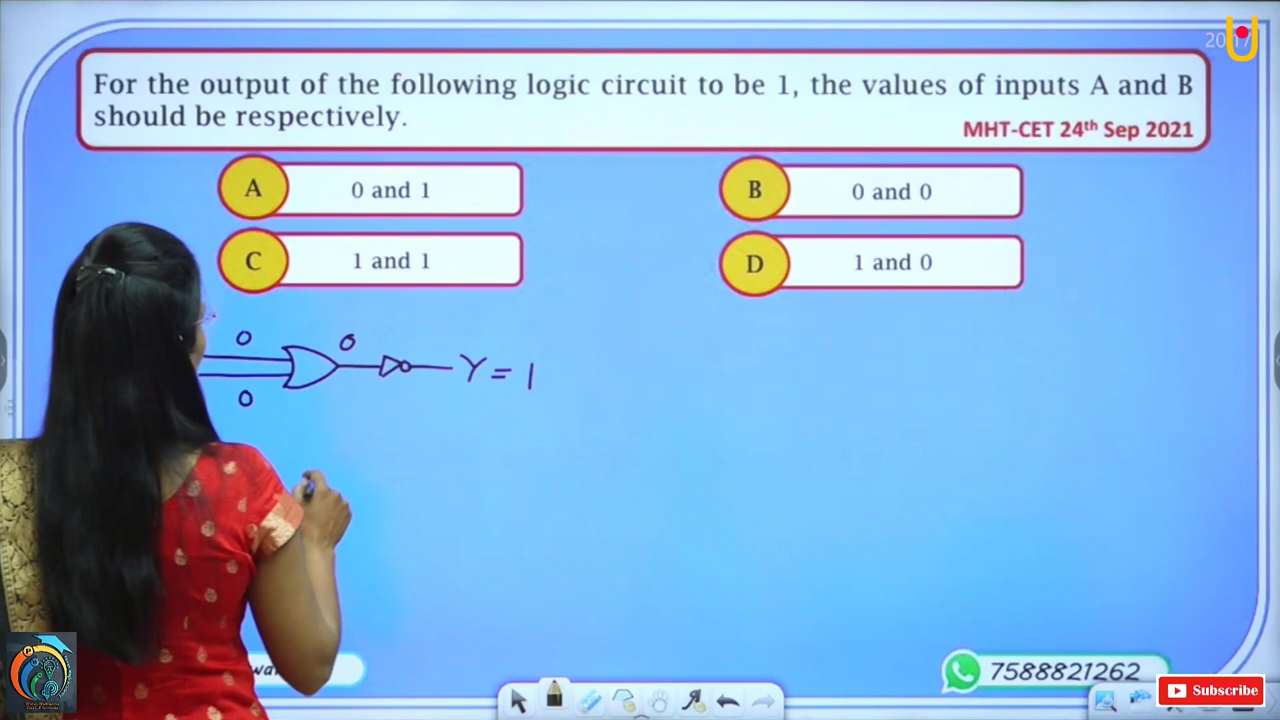 For the output of the following logic circuit to be 1, the values of inputs A and B
should be respectively.
MHT-CET 24th Sep 2021
A 0 and 1
B 0 and 0
C 1 and 1
D 1 and 0
0
0
0
Y = 1
7588821262
Subscribe